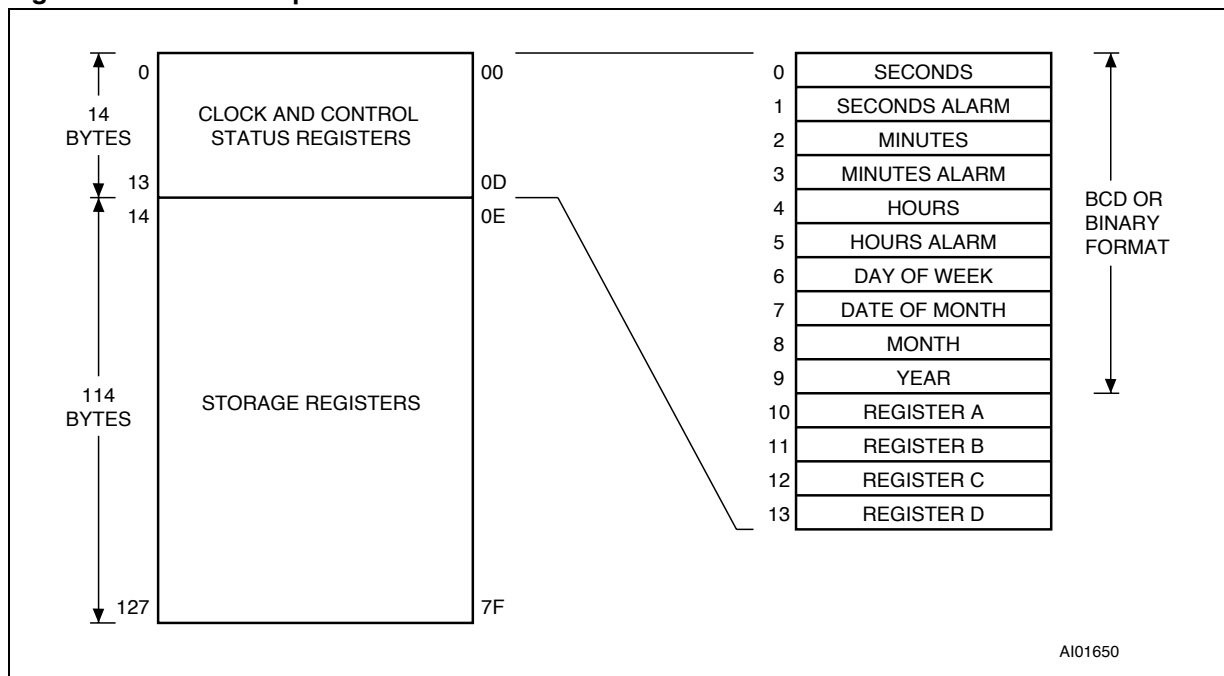 0
00
14
BYTES
CLOCK AND CONTROL
STATUS REGISTERS
13
0D
14
0E
114
BYTES
STORAGE REGISTERS
127
7F
0 SECONDS
1 SECONDS ALARM
2 MINUTES
3 MINUTES ALARM
4 HOURS
5 HOURS ALARM
6 DAY OF WEEK
7 DATE OF MONTH
8 MONTH
9 YEAR
10 REGISTER A
11 REGISTER B
12 REGISTER C
13 REGISTER D
BCD OR
BINARY
FORMAT
AI01650